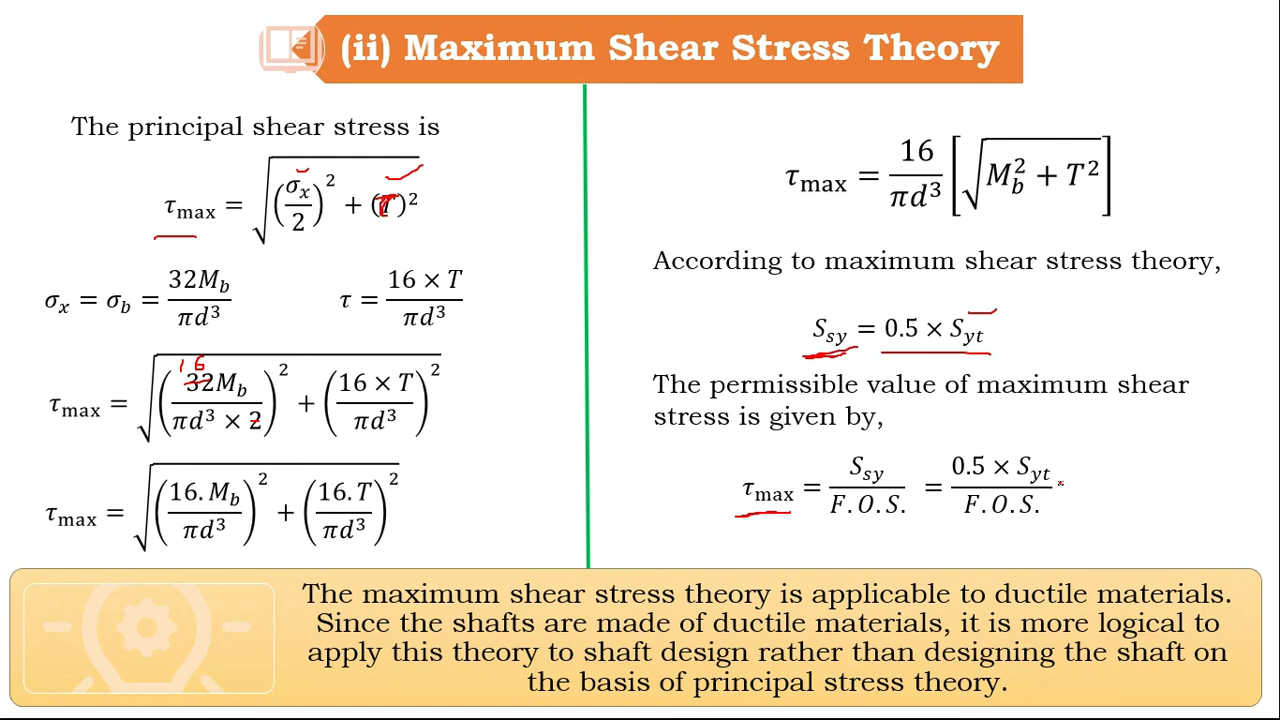 (ii) Maximum Shear Stress Theory
The principal shear stress is
τmax = √((σx/2)² + (τ)²)
σx = σb = 32Mb/πd³    τ = 16 × T/πd³
16
τmax = √((32Mb/πd³ × 2)² + (16 × T/πd³)²)
τmax = √((16. Mb/πd³)² + (16. T/πd³)²)
τmax = 16/πd³ [√(Mb² + T²)]
According to maximum shear stress theory,
Ssy = 0.5 × Syt
The permissible value of maximum shear
stress is given by,
τmax = Ssy/F.O.S. = 0.5 × Syt/F.O.S.
The maximum shear stress theory is applicable to ductile materials.
Since the shafts are made of ductile materials, it is more logical to
apply this theory to shaft design rather than designing the shaft on
the basis of principal stress theory.